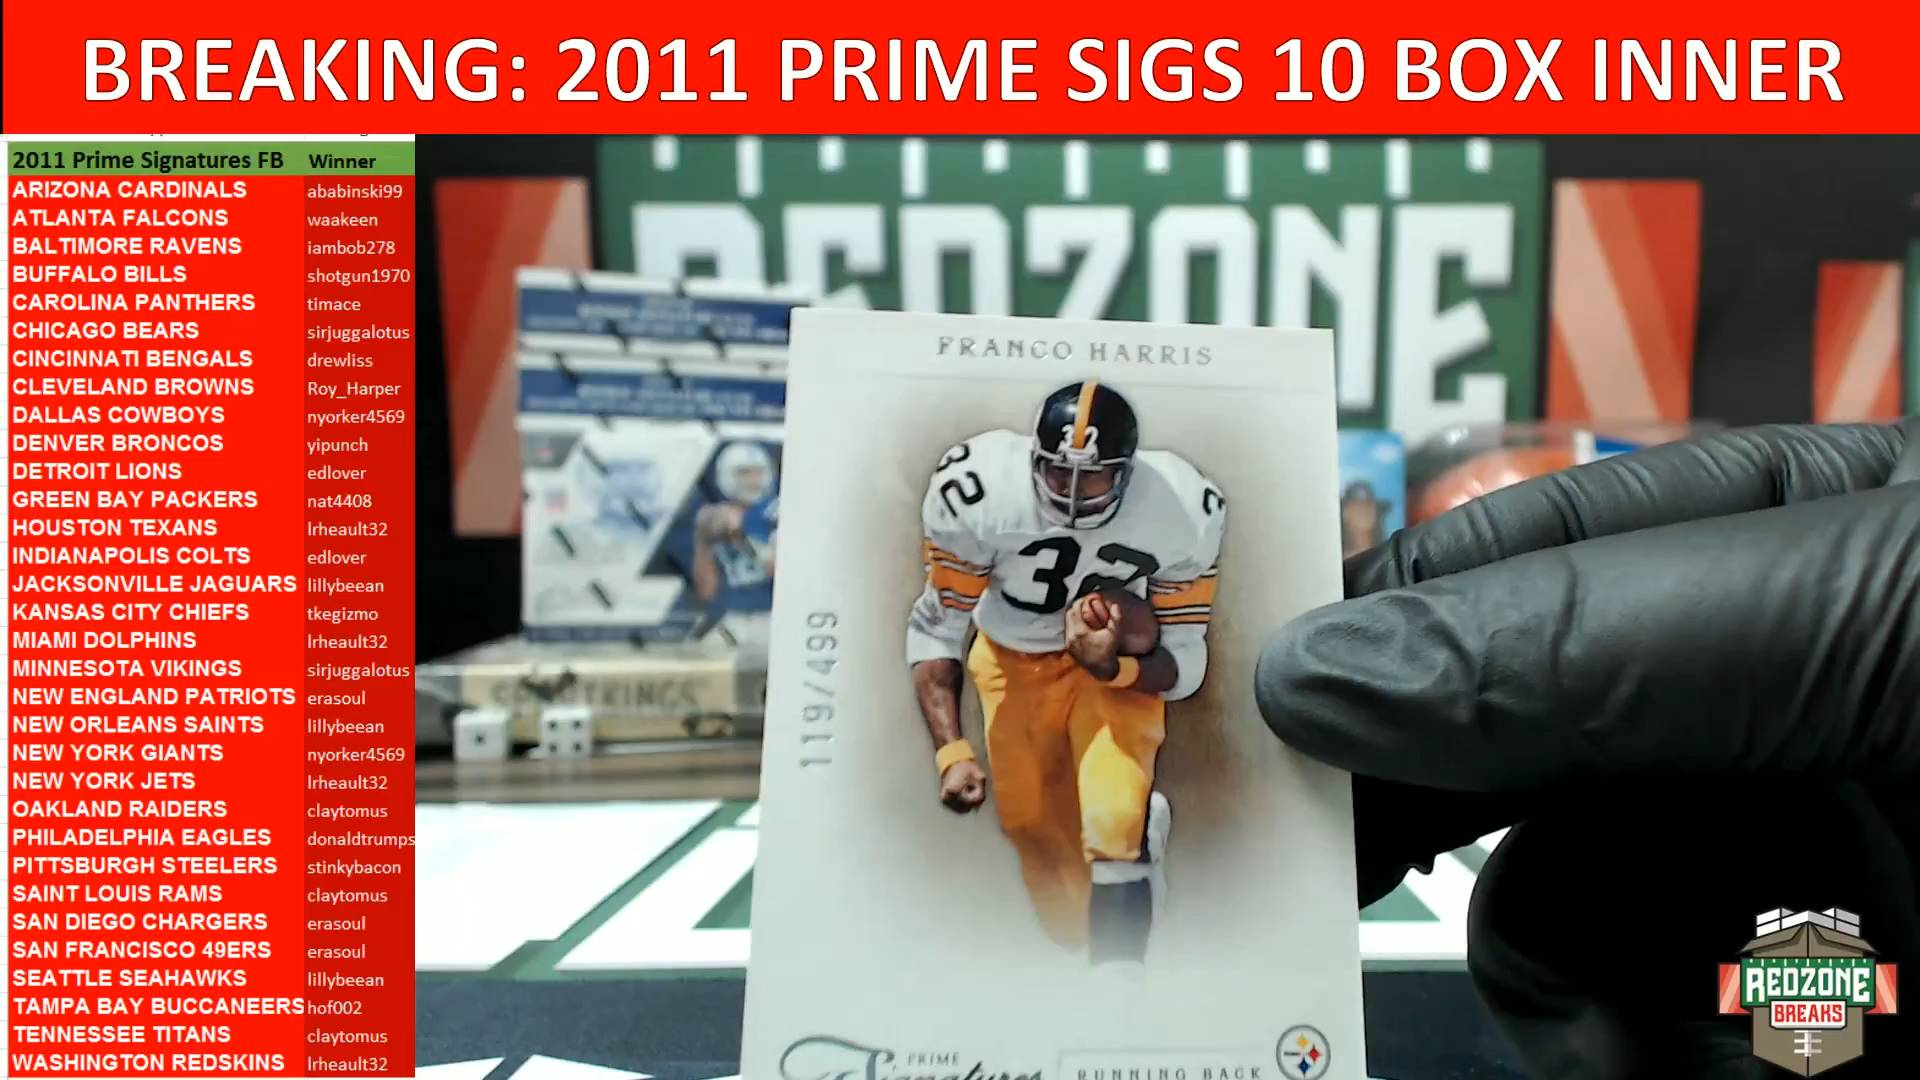 BREAKING: 2011 PRIME SIGS 10 BOX INNER
2011 Prime Signatures FB Winner
ARIZONA CARDINALS ababinski99
ATLANTA FALCONS waakeen
BALTIMORE RAVENS iambob278
BUFFALO BILLS shotgun1970
CAROLINA PANTHERS timace
CHICAGO BEARS sirjuggalotus
CINCINNATI BENGALS drewliss
CLEVELAND BROWNS Roy_Harper
DALLAS COWBOYS nyorker4569
DENVER BRONCOS yipunch
DETROIT LIONS edlover
GREEN BAY PACKERS nat4408
HOUSTON TEXANS lrheault32
INDIANAPOLIS COLTS edlover
JACKSONVILLE JAGUARS lillybeean
KANSAS CITY CHIEFS tkegizmo
MIAMI DOLPHINS lrheault32
MINNESOTA VIKINGS sirjuggalotus
NEW ENGLAND PATRIOTS erasoul
NEW ORLEANS SAINTS lillybeean
NEW YORK GIANTS nyorker4569
NEW YORK JETS lrheault32
OAKLAND RAIDERS claytomus
PHILADELPHIA EAGLES donaldtrumps
PITTSBURGH STEELERS stinkybacon
SAINT LOUIS RAMS claytomus
SAN DIEGO CHARGERS erasoul
SAN FRANCISCO 49ERS erasoul
SEATTLE SEAHAWKS lillybeean
TAMPA BAY BUCCANEERS hof002
TENNESSEE TITANS claytomus
WASHINGTON REDSKINS lrheault32
REDZONE
FRANCO HARRIS
32
32
32
119/499
PRIME
Signatures
RUNNING BACK
SPORTKINGS
REDZONE
BREAKS